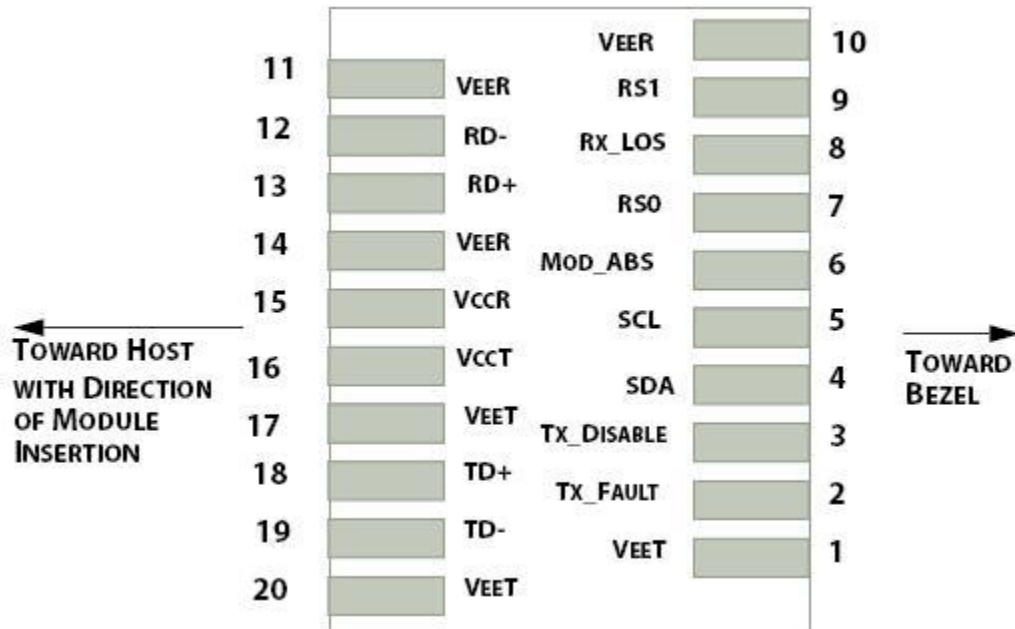 11 VEER
12 RD-
13 RD+
14 VEER
15 VCCR
16 VCCT
17 VEET
18 TD+
19 TD-
20 VEET
VEER 10
RS1 9
RX_LOS 8
RS0 7
MOD_ABS 6
SCL 5
SDA 4
TX_DISABLE 3
TX_FAULT 2
VEET 1
TOWARD HOST
WITH DIRECTION
OF MODULE
INSERTION
TOWARD
BEZEL